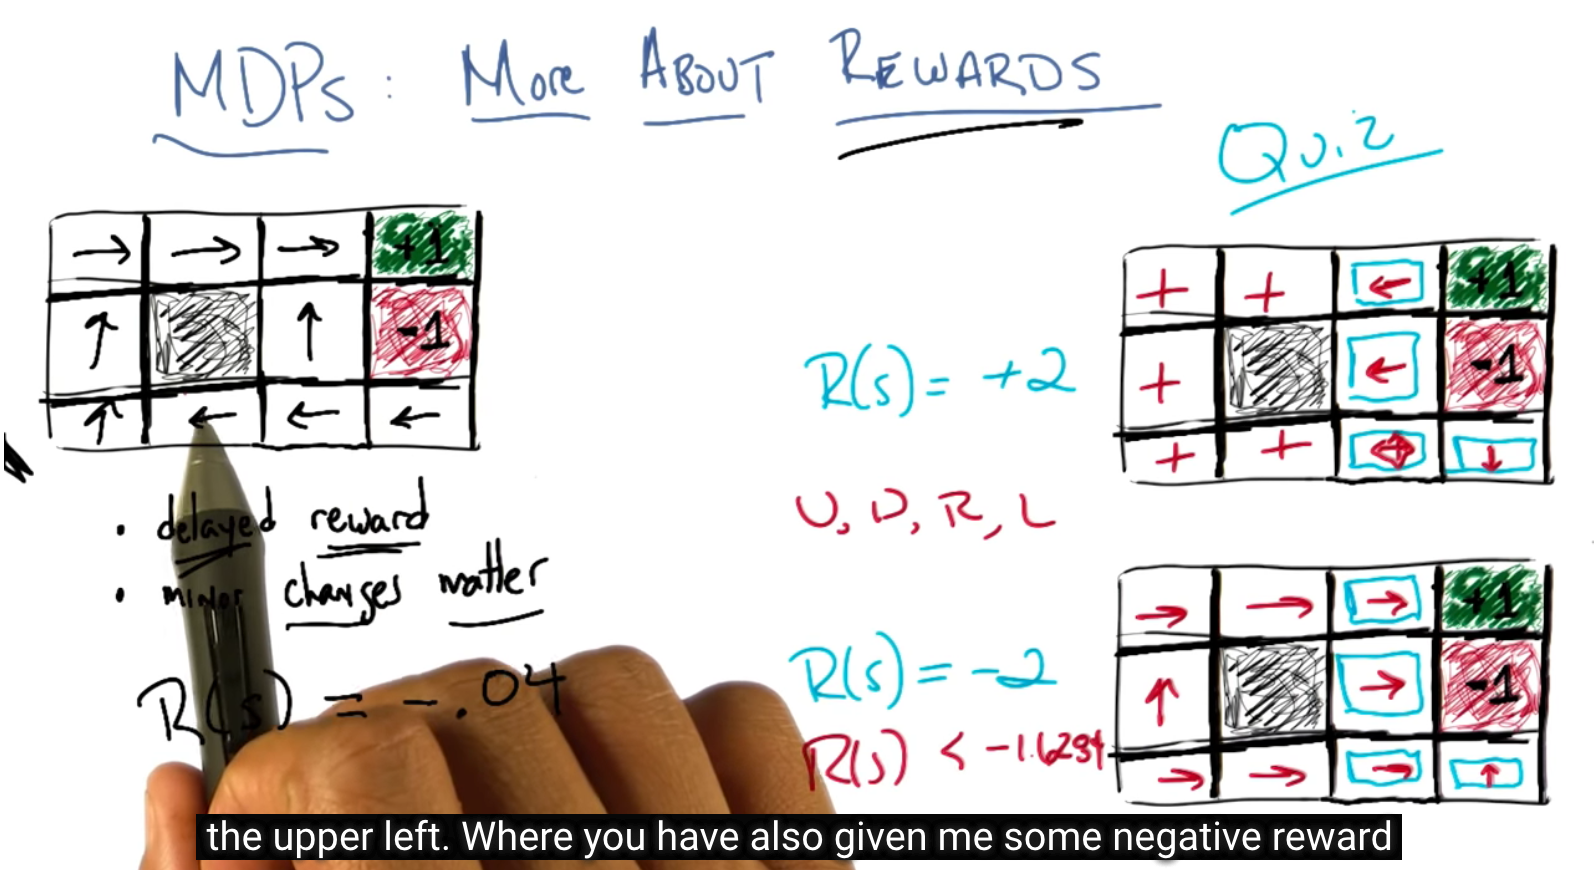 MDPs: More About Rewards
Quiz
+1
-1
• delayed reward
• minor changes matter
R(s) = -.04
R(s) = +2
U, D, R, L
+1
-1
R(s) = -2
R(s) < -1.6284
+1
-1
the upper left. Where you have also given me some negative reward